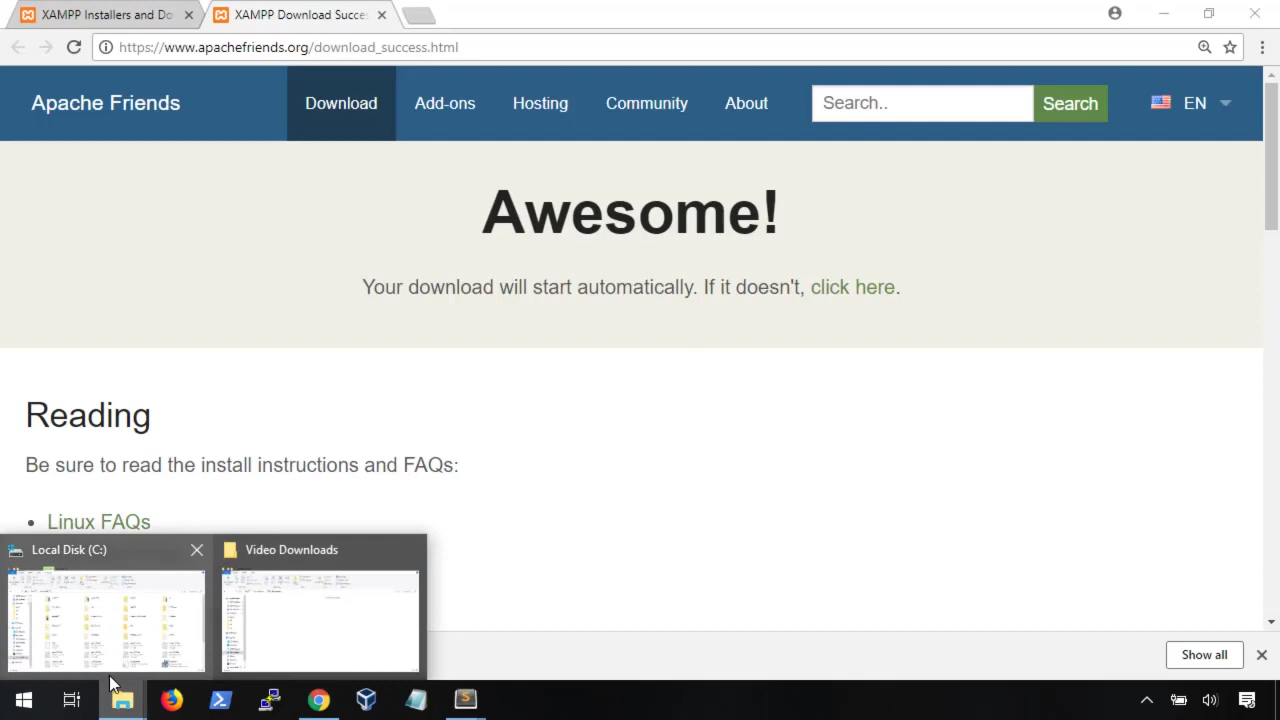 XAMPP Installers and Do
XAMPP Download Succes
https://www.apachefriends.org/download_success.html
Apache Friends
Download
Add-ons
Hosting
Community
About
Search..
Search
EN
Awesome!
Your download will start automatically. If it doesn't, click here.
Reading
Be sure to read the install instructions and FAQs:
Linux FAQs
Local Disk (C:)
Video Downloads
Show all